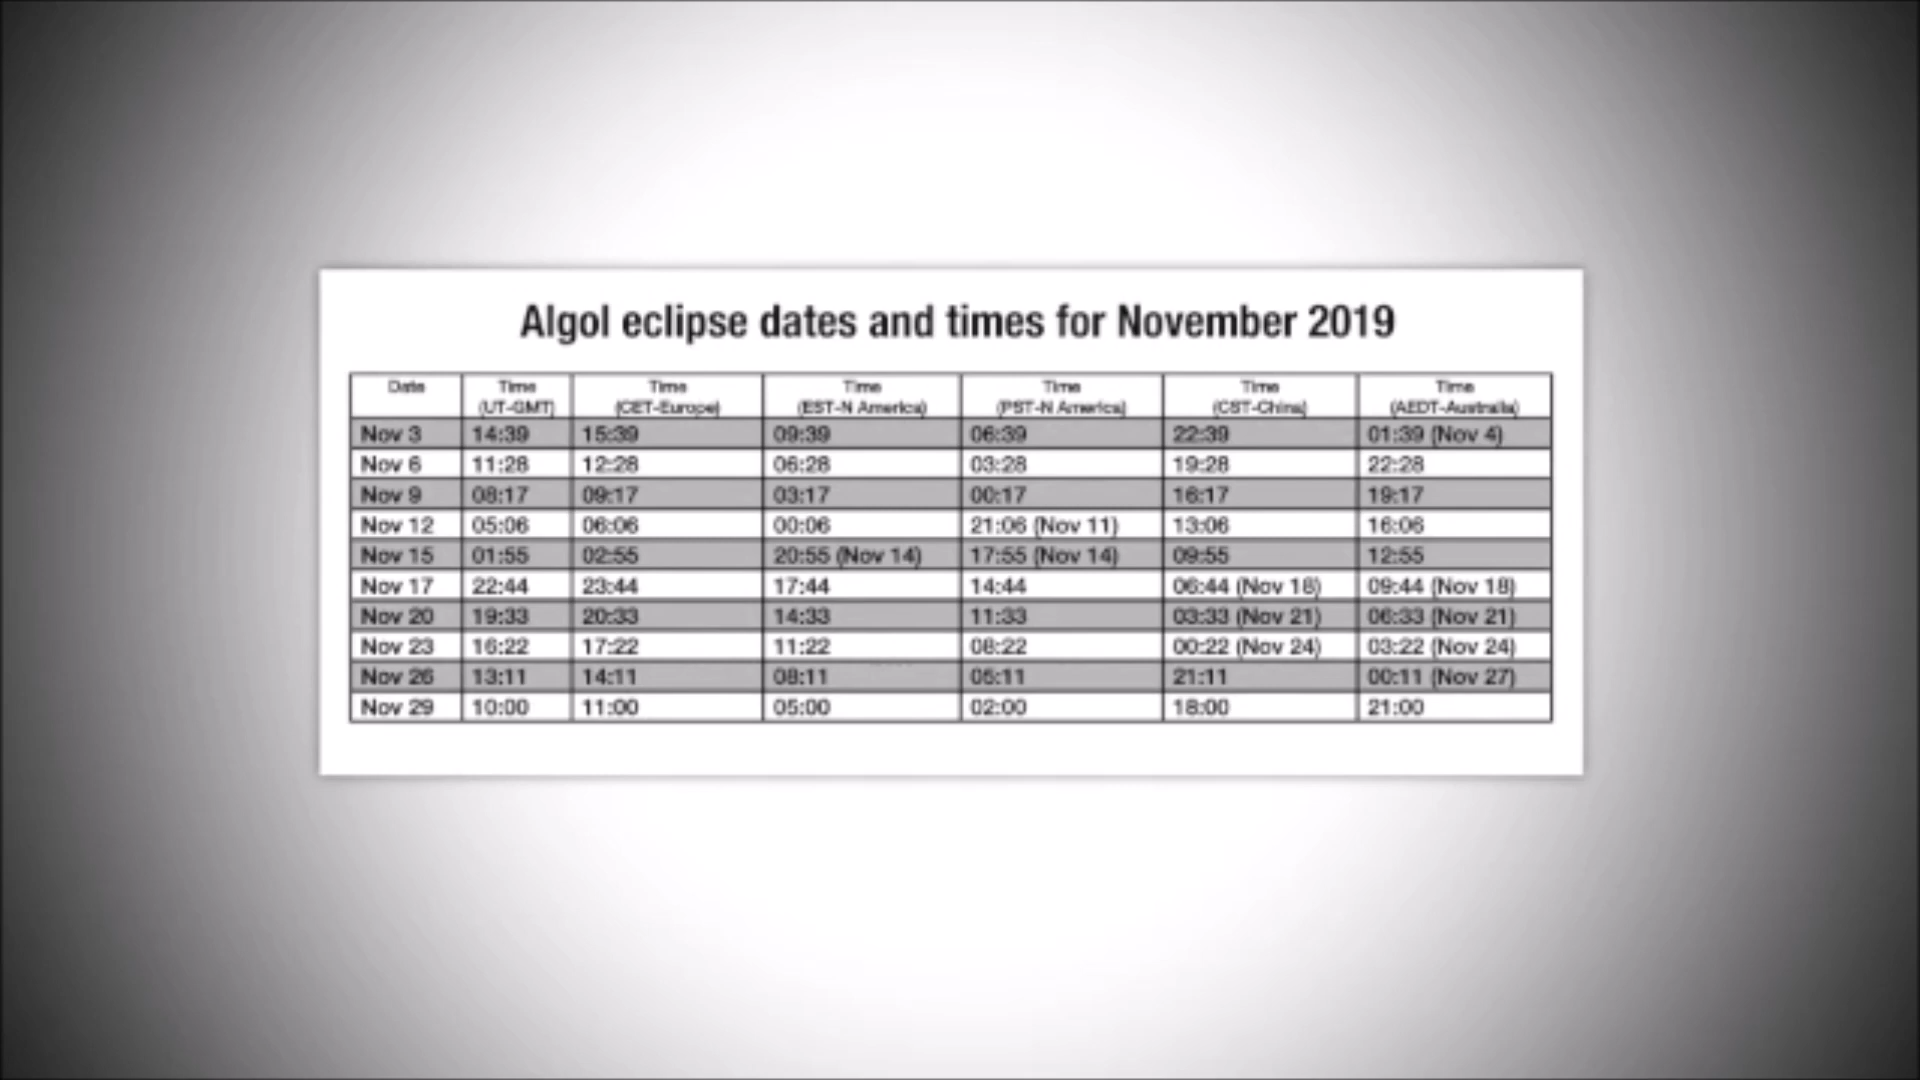 Algol eclipse dates and times for November 2019
Date Time (UT-GMT) Time (CET-Europe) Time (EST-N America) Time (PST-N America) Time (CST-China) Time (AEDT-Australia)
Nov 3 14:39 15:39 09:39 06:39 22:39 01:39 (Nov 4)
Nov 6 11:28 12:28 06:28 03:28 19:28 22:28
Nov 9 08:17 09:17 03:17 00:17 16:17 19:17
Nov 12 05:06 06:06 00:06 21:06 (Nov 11) 13:06 16:06
Nov 15 01:55 02:55 20:55 (Nov 14) 17:55 (Nov 14) 09:55 12:55
Nov 17 22:44 23:44 17:44 14:44 06:44 (Nov 18) 09:44 (Nov 18)
Nov 20 19:33 20:33 14:33 11:33 03:33 (Nov 21) 06:33 (Nov 21)
Nov 23 16:22 17:22 11:22 08:22 00:22 (Nov 24) 03:22 (Nov 24)
Nov 26 13:11 14:11 08:11 05:11 21:11 00:11 (Nov 27)
Nov 29 10:00 11:00 05:00 02:00 18:00 21:00